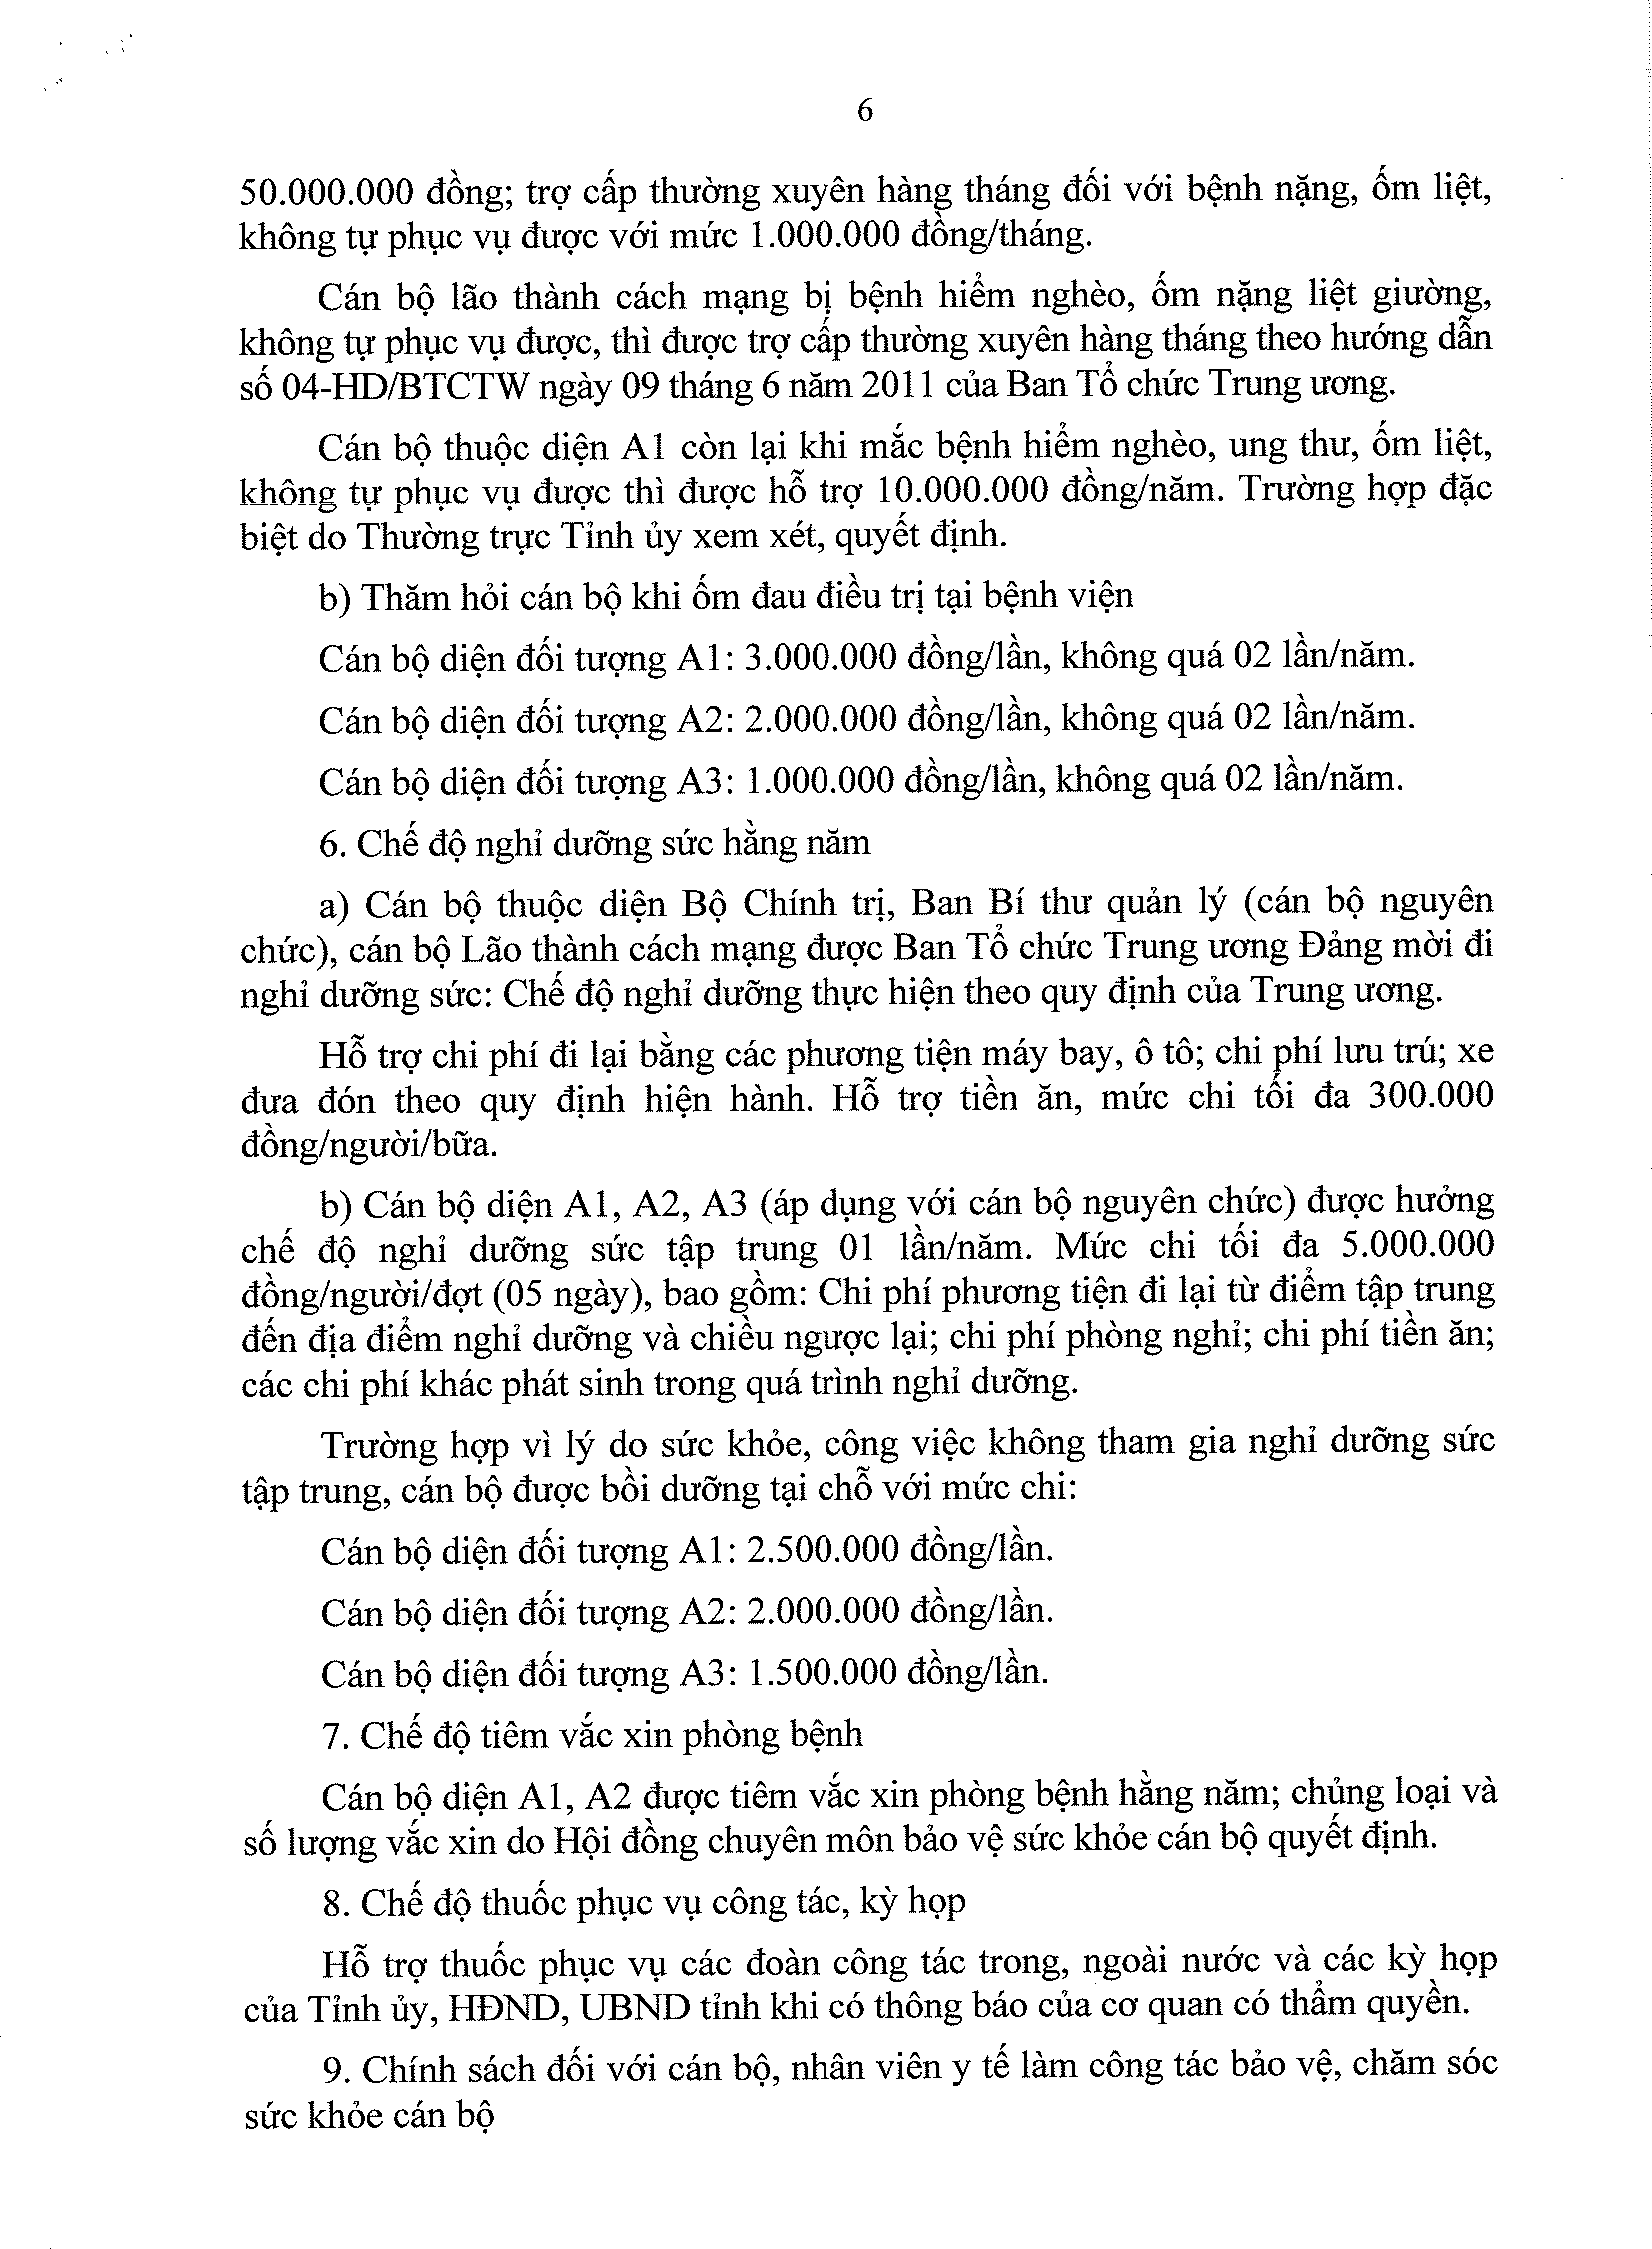 6
50.000.000 đồng; trợ cấp thường xuyên hàng tháng đối với bệnh nặng, ốm liệt,
không tự phục vụ được với mức 1.000.000 đồng/tháng.
Cán bộ lão thành cách mạng bị bệnh hiểm nghèo, ốm nặng liệt giường,
không tự phục vụ được, thì được trợ cấp thường xuyên hàng tháng theo hướng dẫn
số 04-HD/BTCTW ngày 09 tháng 6 năm 2011 của Ban Tổ chức Trung ương.
Cán bộ thuộc diện A1 còn lại khi mắc bệnh hiểm nghèo, ung thư, ốm liệt,
không tự phục vụ được thì được hỗ trợ 10.000.000 đồng/năm. Trường hợp đặc
biệt do Thường trực Tỉnh ủy xem xét, quyết định.
b) Thăm hỏi cán bộ khi ốm đau điều trị tại bệnh viện
Cán bộ diện đối tượng A1: 3.000.000 đồng/lần, không quá 02 lần/năm.
Cán bộ diện đối tượng A2: 2.000.000 đồng/lần, không quá 02 lần/năm.
Cán bộ diện đối tượng A3: 1.000.000 đồng/lần, không quá 02 lần/năm.
6. Chế độ nghỉ dưỡng sức hằng năm
a) Cán bộ thuộc diện Bộ Chính trị, Ban Bí thư quản lý (cán bộ nguyên
chức), cán bộ Lão thành cách mạng được Ban Tổ chức Trung ương Đảng mời đi
nghỉ dưỡng sức: Chế độ nghỉ dưỡng thực hiện theo quy định của Trung ương.
Hỗ trợ chi phí đi lại bằng các phương tiện máy bay, ô tô; chi phí lưu trú; xe
đưa đón theo quy định hiện hành. Hỗ trợ tiền ăn, mức chi tối đa 300.000
đồng/người/bữa.
b) Cán bộ diện A1, A2, A3 (áp dụng với cán bộ nguyên chức) được hưởng
chế độ nghỉ dưỡng sức tập trung 01 lần/năm. Mức chi tối đa 5.000.000
đồng/người/đợt (05 ngày), bao gồm: Chi phí phương tiện đi lại từ điểm tập trung
đến địa điểm nghỉ dưỡng và chiều ngược lại; chi phí phòng nghỉ; chi phí tiền ăn;
các chi phí khác phát sinh trong quá trình nghỉ dưỡng.
Trường hợp vì lý do sức khỏe, công việc không tham gia nghỉ dưỡng sức
tập trung, cán bộ được bồi dưỡng tại chỗ với mức chi:
Cán bộ diện đối tượng A1: 2.500.000 đồng/lần.
Cán bộ diện đối tượng A2: 2.000.000 đồng/lần.
Cán bộ diện đối tượng A3: 1.500.000 đồng/lần.
7. Chế độ tiêm vắc xin phòng bệnh
Cán bộ diện A1, A2 được tiêm vắc xin phòng bệnh hằng năm; chủng loại và
số lượng vắc xin do Hội đồng chuyên môn bảo vệ sức khỏe cán bộ quyết định.
8. Chế độ thuốc phục vụ công tác, kỳ họp
Hỗ trợ thuốc phục vụ các đoàn công tác trong, ngoài nước và các kỳ họp
của Tỉnh ủy, HĐND, UBND tỉnh khi có thông báo của cơ quan có thẩm quyền.
9. Chính sách đối với cán bộ, nhân viên y tế làm công tác bảo vệ, chăm sóc
sức khỏe cán bộ